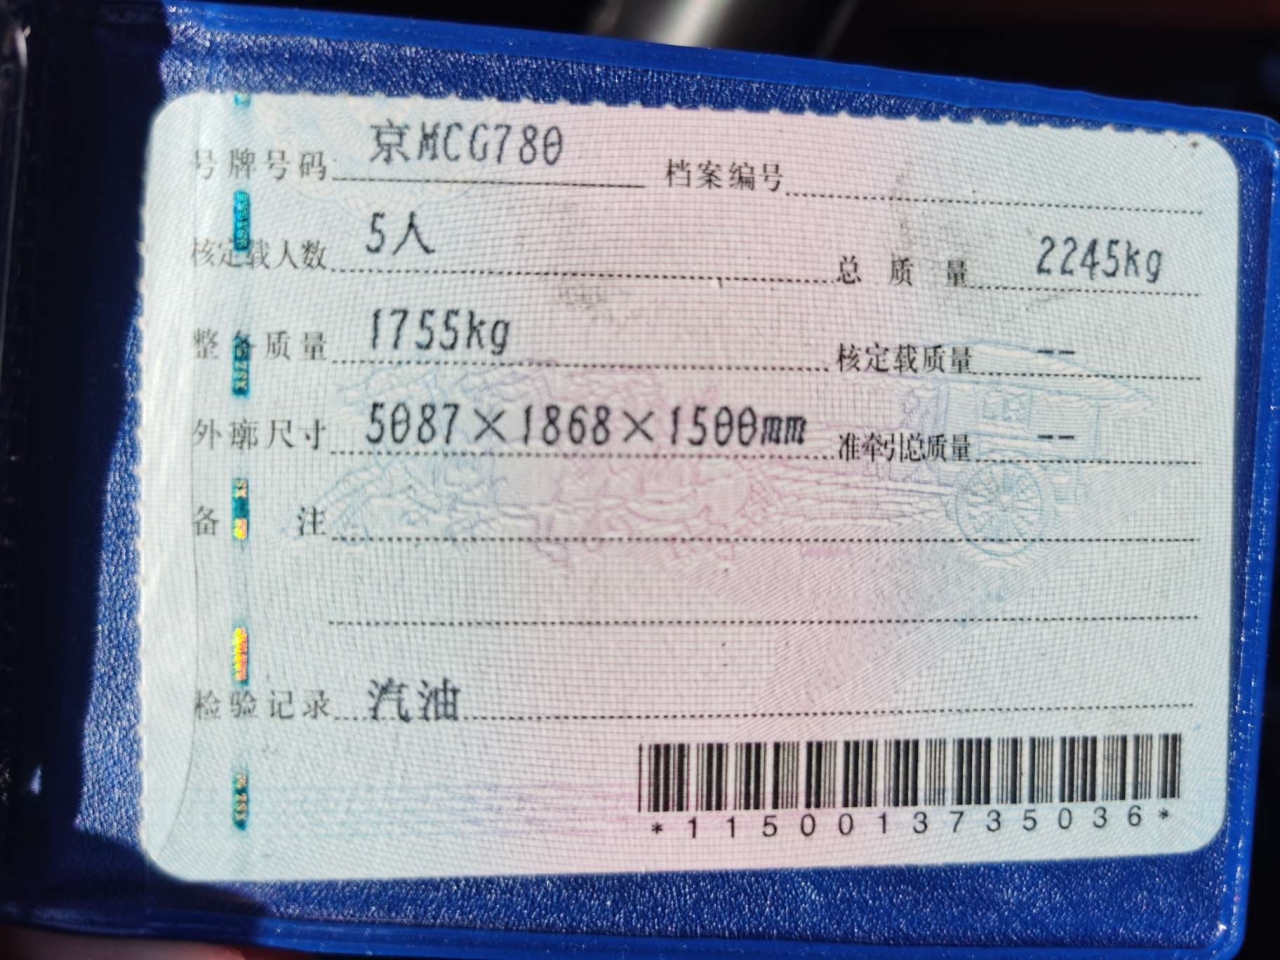 号牌号码 京MCG780 档案编号
核定载人数 5人 总质量 2245kg
整备质量 1755kg 核定载质量 --
外廓尺寸 5087×1868×1500mm 准牵引总质量 --
备注
检验记录 汽油
*1150013735036*